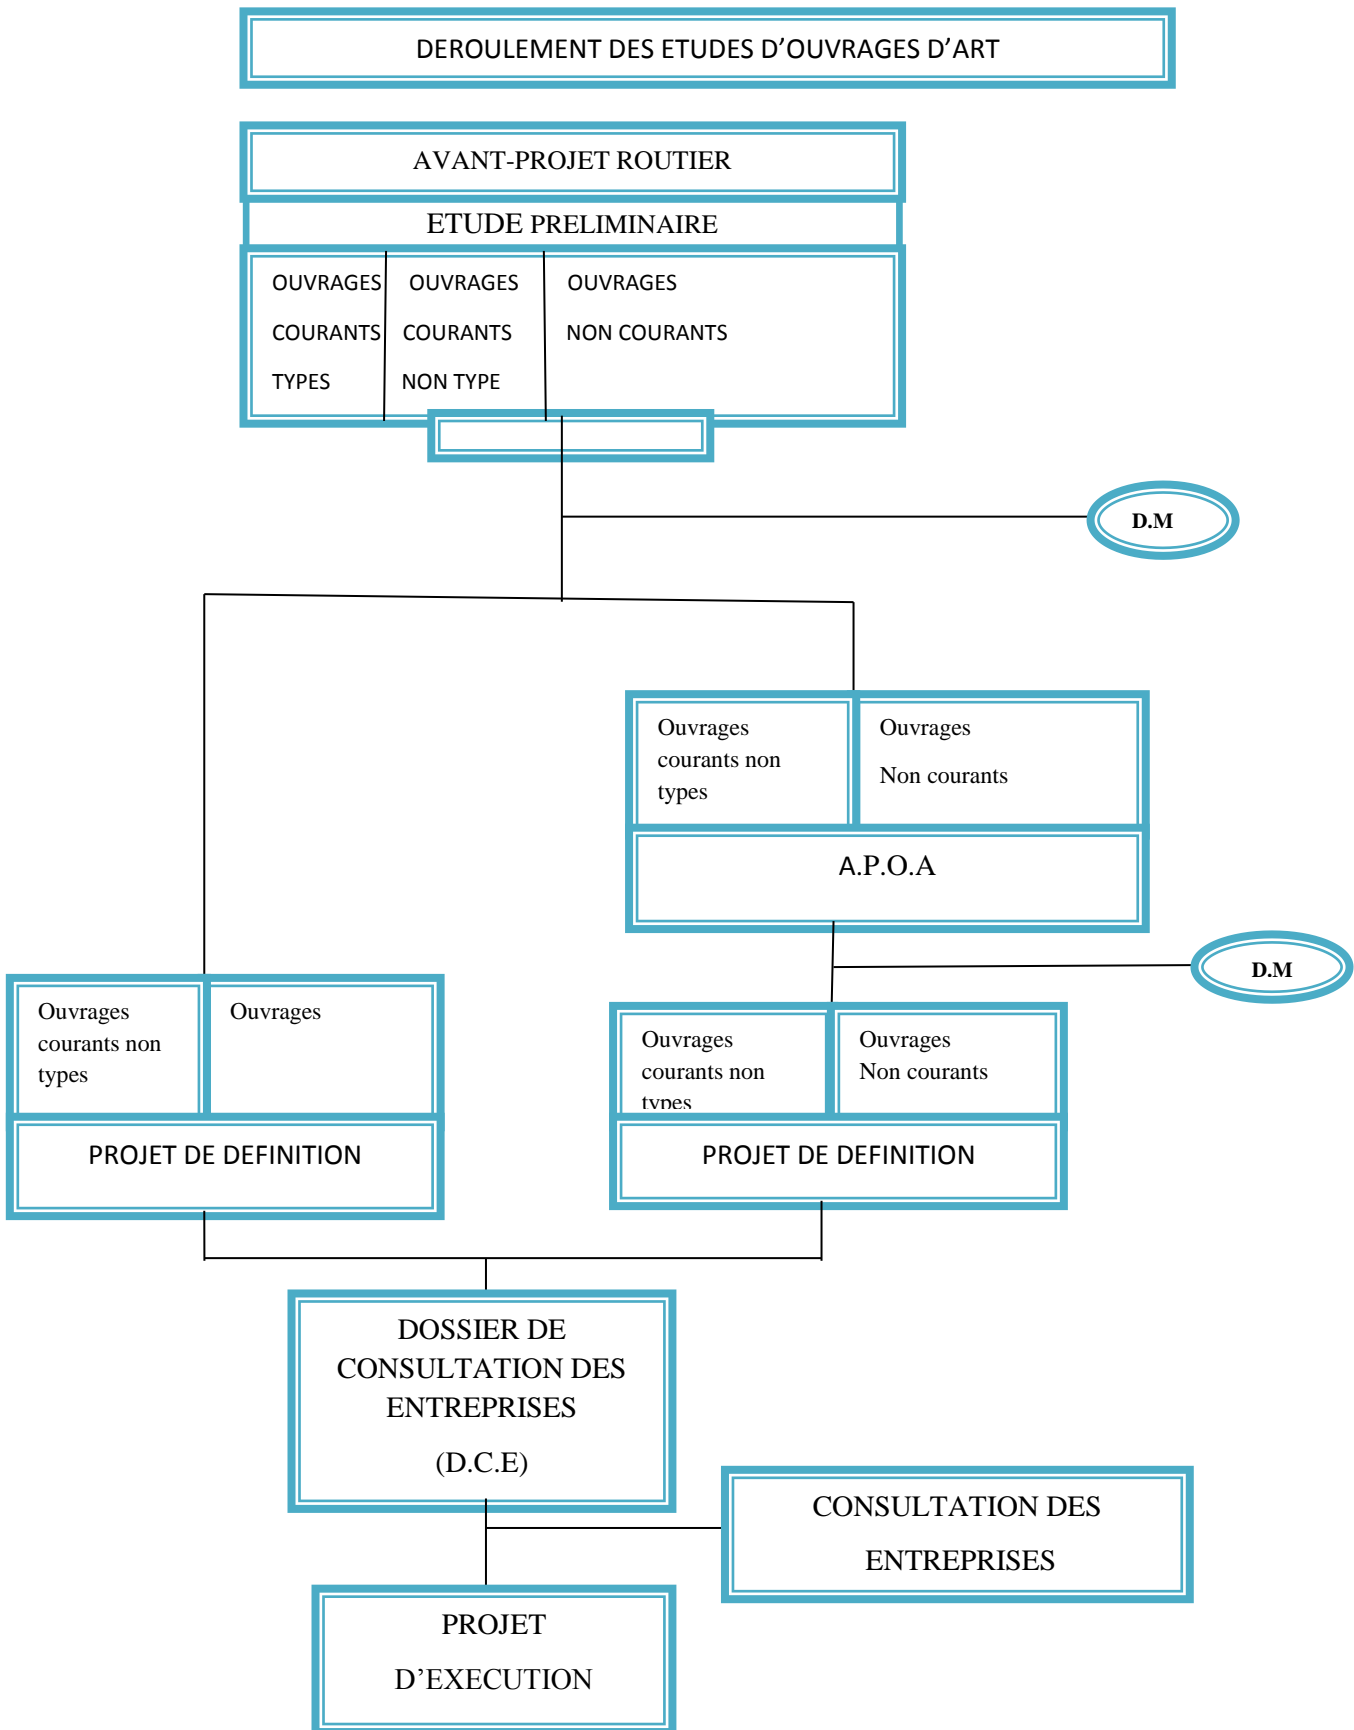 DEROULEMENT DES ETUDES D’OUVRAGES D’ART
AVANT-PROJET ROUTIER
ETUDE PRELIMINAIRE
OUVRAGES
COURANTS
TYPES
OUVRAGES
COURANTS
NON TYPE
OUVRAGES
NON COURANTS
D.M
Ouvrages
courants non
types
Ouvrages
Non courants
A.P.O.A
D.M
Ouvrages
courants non
types
Ouvrages
PROJET DE DEFINITION
Ouvrages
courants non
types
Ouvrages
Non courants
PROJET DE DEFINITION
DOSSIER DE
CONSULTATION DES
ENTREPRISES
(D.C.E)
CONSULTATION DES
ENTREPRISES
PROJET
D’EXECUTION